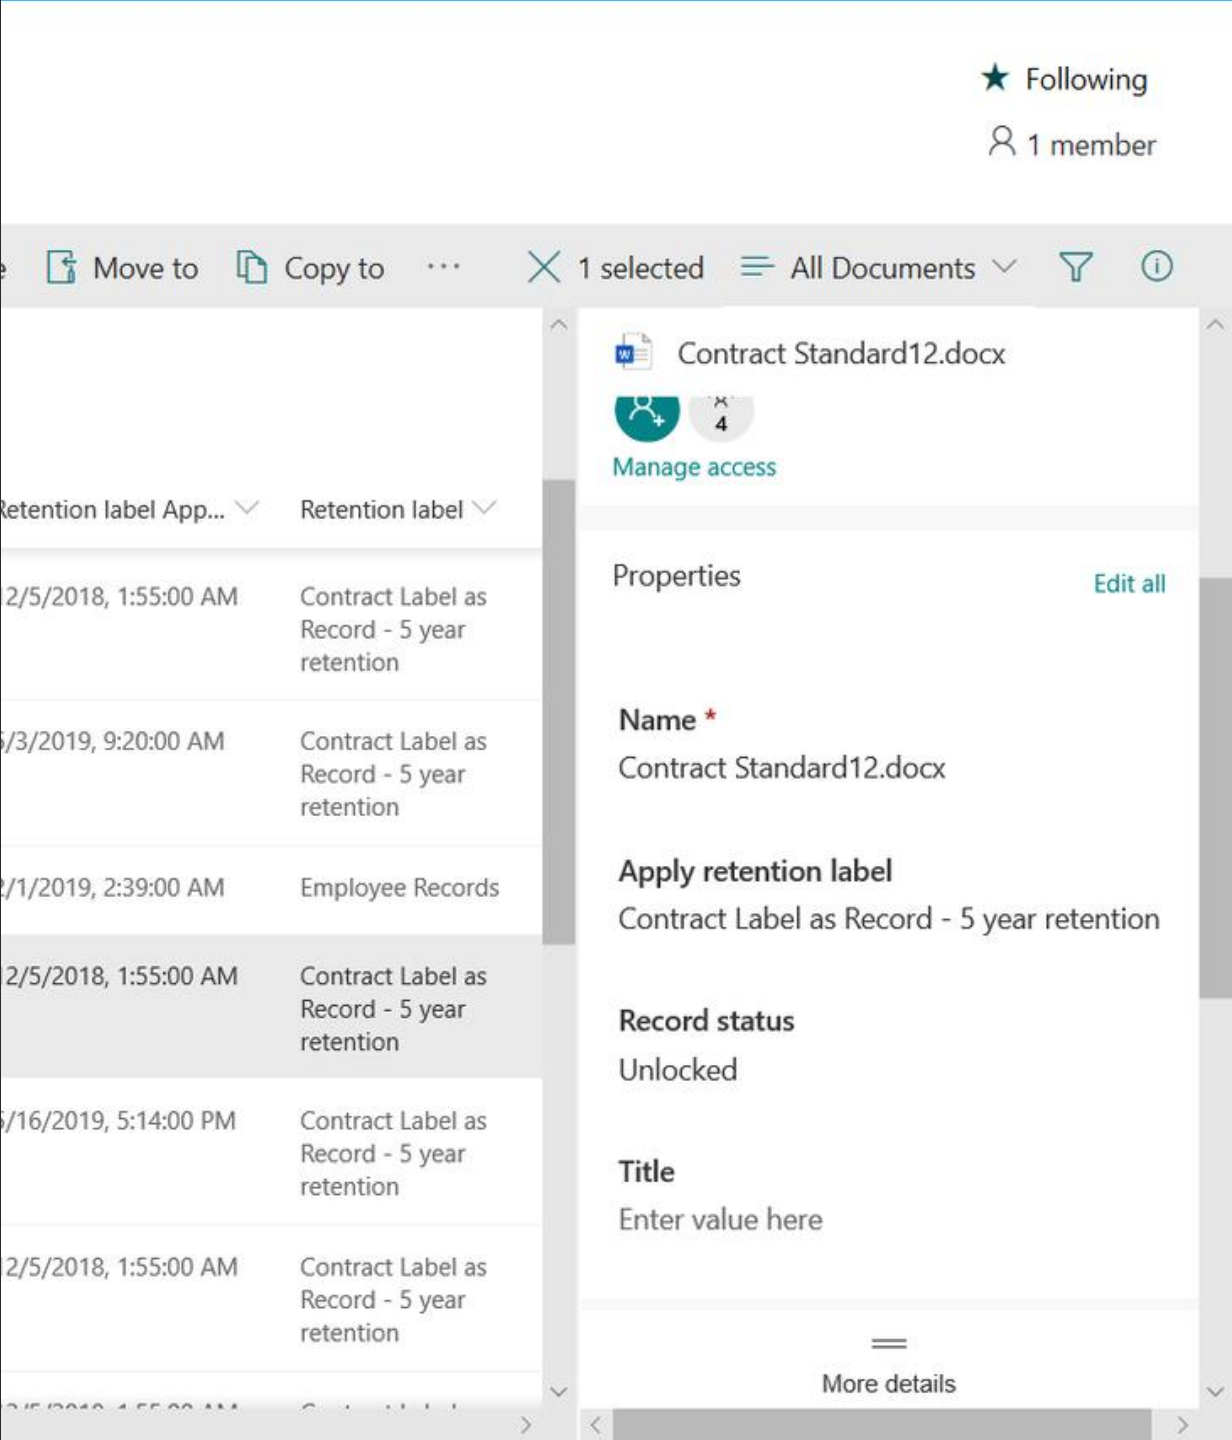 Following
1 member
Move to
Copy to
1 selected
All Documents
Contract Standard12.docx
4
Manage access
Retention label App...
Retention label
Properties
Edit all
12/5/2018, 1:55:00 AM
Contract Label as
Record - 5 year
retention
/3/2019, 9:20:00 AM
Contract Label as
Record - 5 year
retention
/1/2019, 2:39:00 AM
Employee Records
12/5/2018, 1:55:00 AM
Contract Label as
Record - 5 year
retention
/16/2019, 5:14:00 PM
Contract Label as
Record - 5 year
retention
12/5/2018, 1:55:00 AM
Contract Label as
Record - 5 year
retention
Name *
Contract Standard12.docx
Apply retention label
Contract Label as Record - 5 year retention
Record status
Unlocked
Title
Enter value here
More details